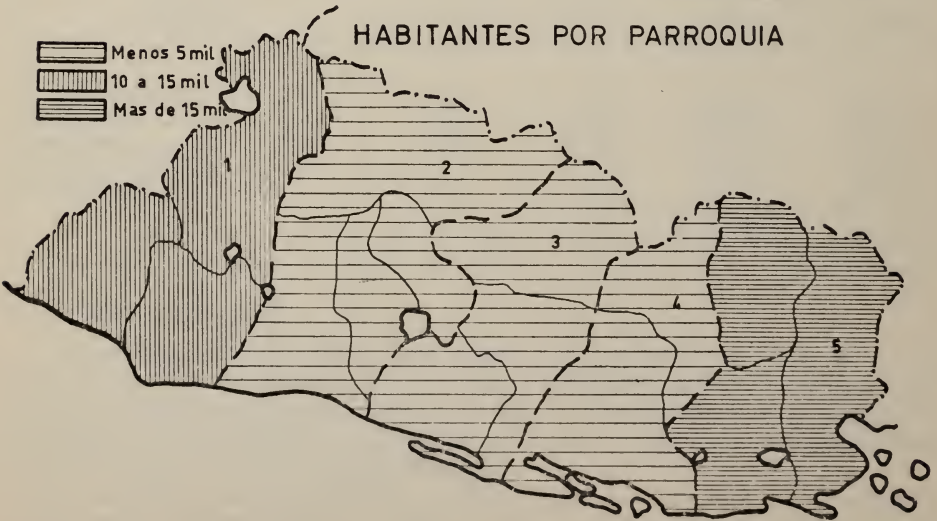 HABITANTES POR PARROQUIA
Menos 5 mil
10 a 15 mil
Mas de 15 mil
1
2
3
4
5